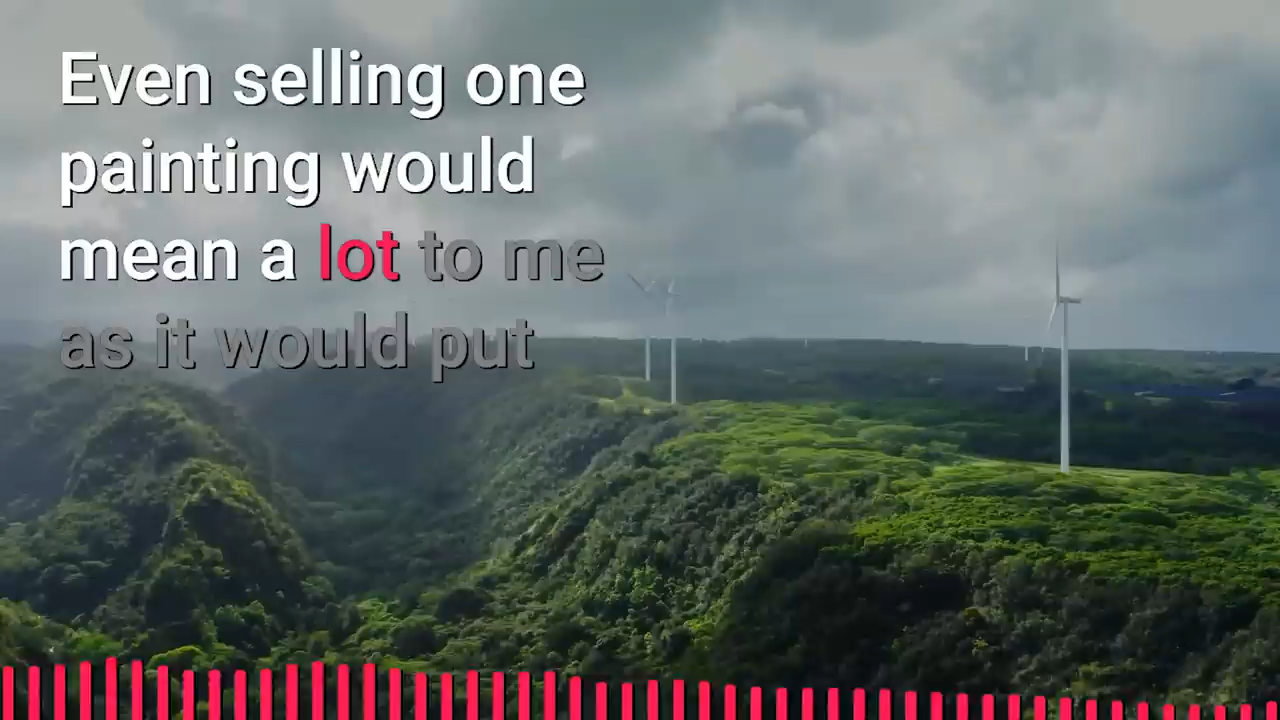 Even selling one
painting would
mean a lot to me
as it would put